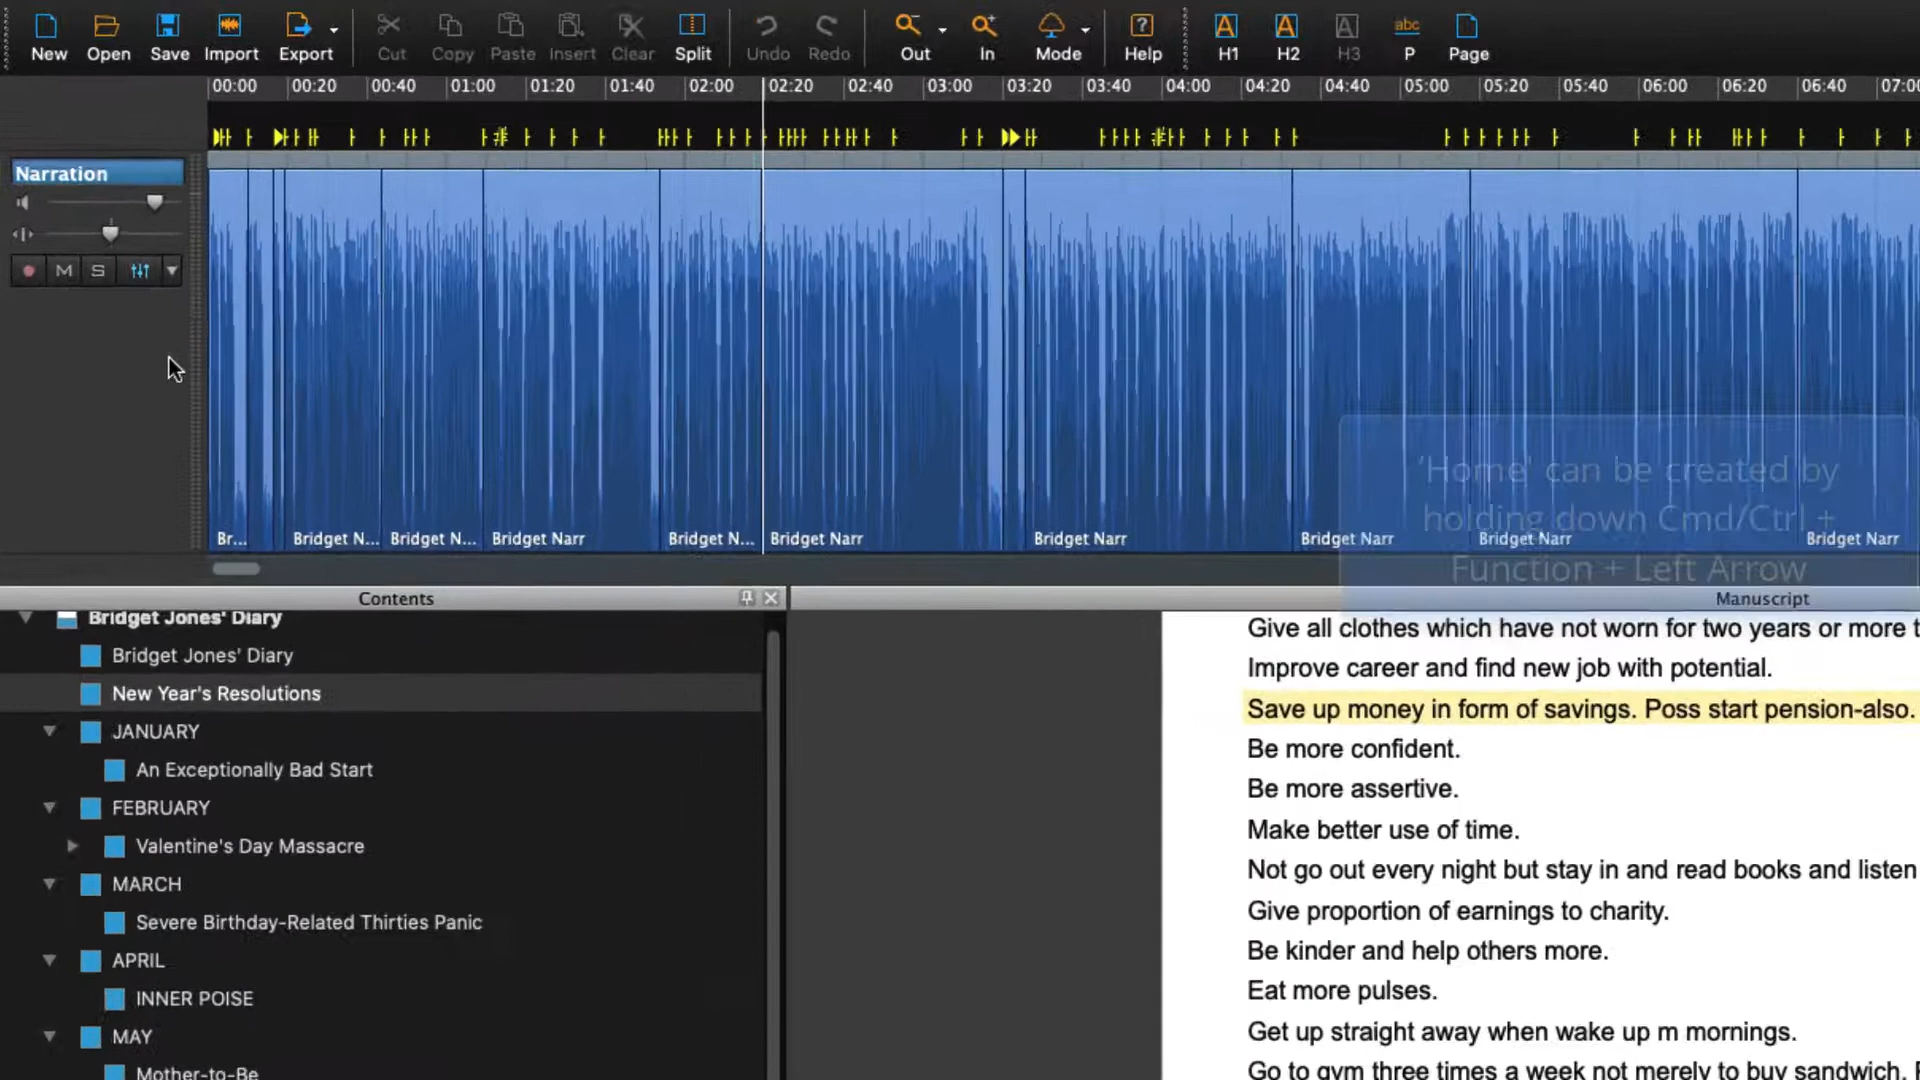 New Open Save Import Export Cut Copy Paste Insert Clear Split Undo Redo Out In Mode Help H1 H2 H3 P Page
abc
00:00 00:20 00:40 01:00 01:20 01:40 02:00 02:20 02:40 03:00 03:20 03:40 04:00 04:20 04:40 05:00 05:20 05:40 06:00 06:20 06:40 07:00
Narration
M S
'Home' can be created by
holding down Cmd/Ctrl +
Function + Left Arrow
Br... Bridget N... Bridget N... Bridget Narr Bridget N... Bridget Narr Bridget Narr Bridget Narr Bridget Narr Bridget Narr
Contents
Bridget Jones' Diary
Bridget Jones' Diary
New Year's Resolutions
JANUARY
An Exceptionally Bad Start
FEBRUARY
Valentine's Day Massacre
MARCH
Severe Birthday-Related Thirties Panic
APRIL
INNER POISE
MAY
Mother-to-Be
Manuscript
Give all clothes which have not worn for two years or more t
Improve career and find new job with potential.
Save up money in form of savings. Poss start pension-also.
Be more confident.
Be more assertive.
Make better use of time.
Not go out every night but stay in and read books and listen
Give proportion of earnings to charity.
Be kinder and help others more.
Eat more pulses.
Get up straight away when wake up m mornings.
Go to gym three times a week not merely to buy sandwich.